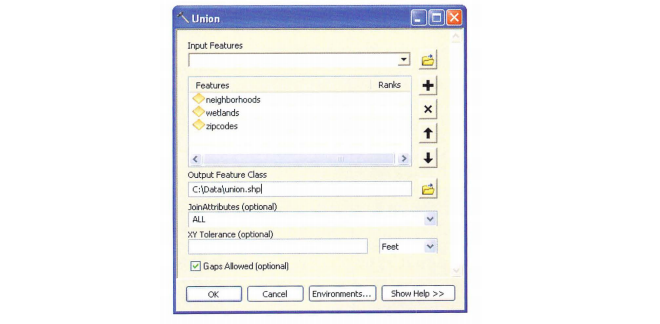 Union
Input Features
Features Ranks
neighborhoods
wetlands
zipcodes
Output Feature Class
C:\Data\union.shp
JoinAttributes (optional)
ALL
XY Tolerance (optional)
Feet
Gaps Allowed (optional)
OK Cancel Environments... Show Help >>